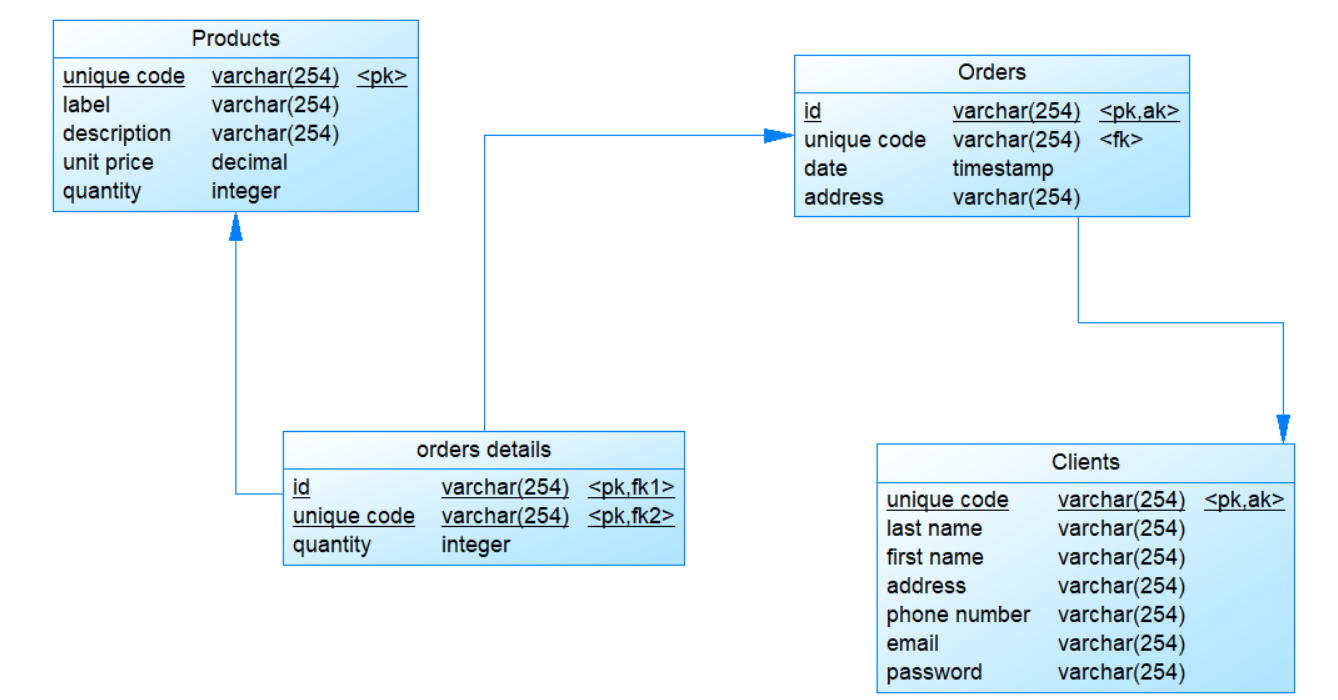 Products
unique code varchar(254) <pk>
label varchar(254)
description varchar(254)
unit price decimal
quantity integer
Orders
id varchar(254) <pk,ak>
unique code varchar(254) <fk>
date timestamp
address varchar(254)
orders details
id varchar(254) <pk,fk1>
unique code varchar(254) <pk,fk2>
quantity integer
Clients
unique code varchar(254) <pk,ak>
last name varchar(254)
first name varchar(254)
address varchar(254)
phone number varchar(254)
email varchar(254)
password varchar(254)